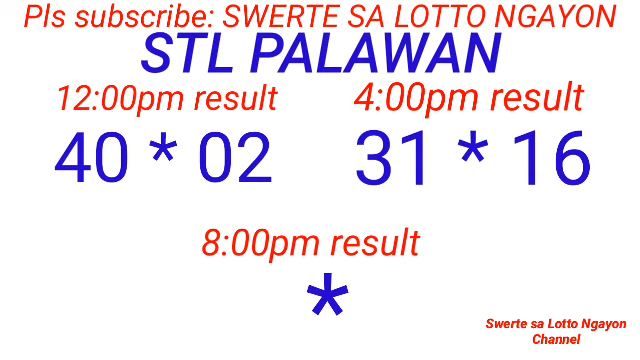 Pls subscribe: SWERTE SA LOTTO NGAYON
STL PALAWAN
12:00pm result
40 * 02
4:00pm result
31 * 16
8:00pm result
*
Swerte sa Lotto Ngayon
Channel